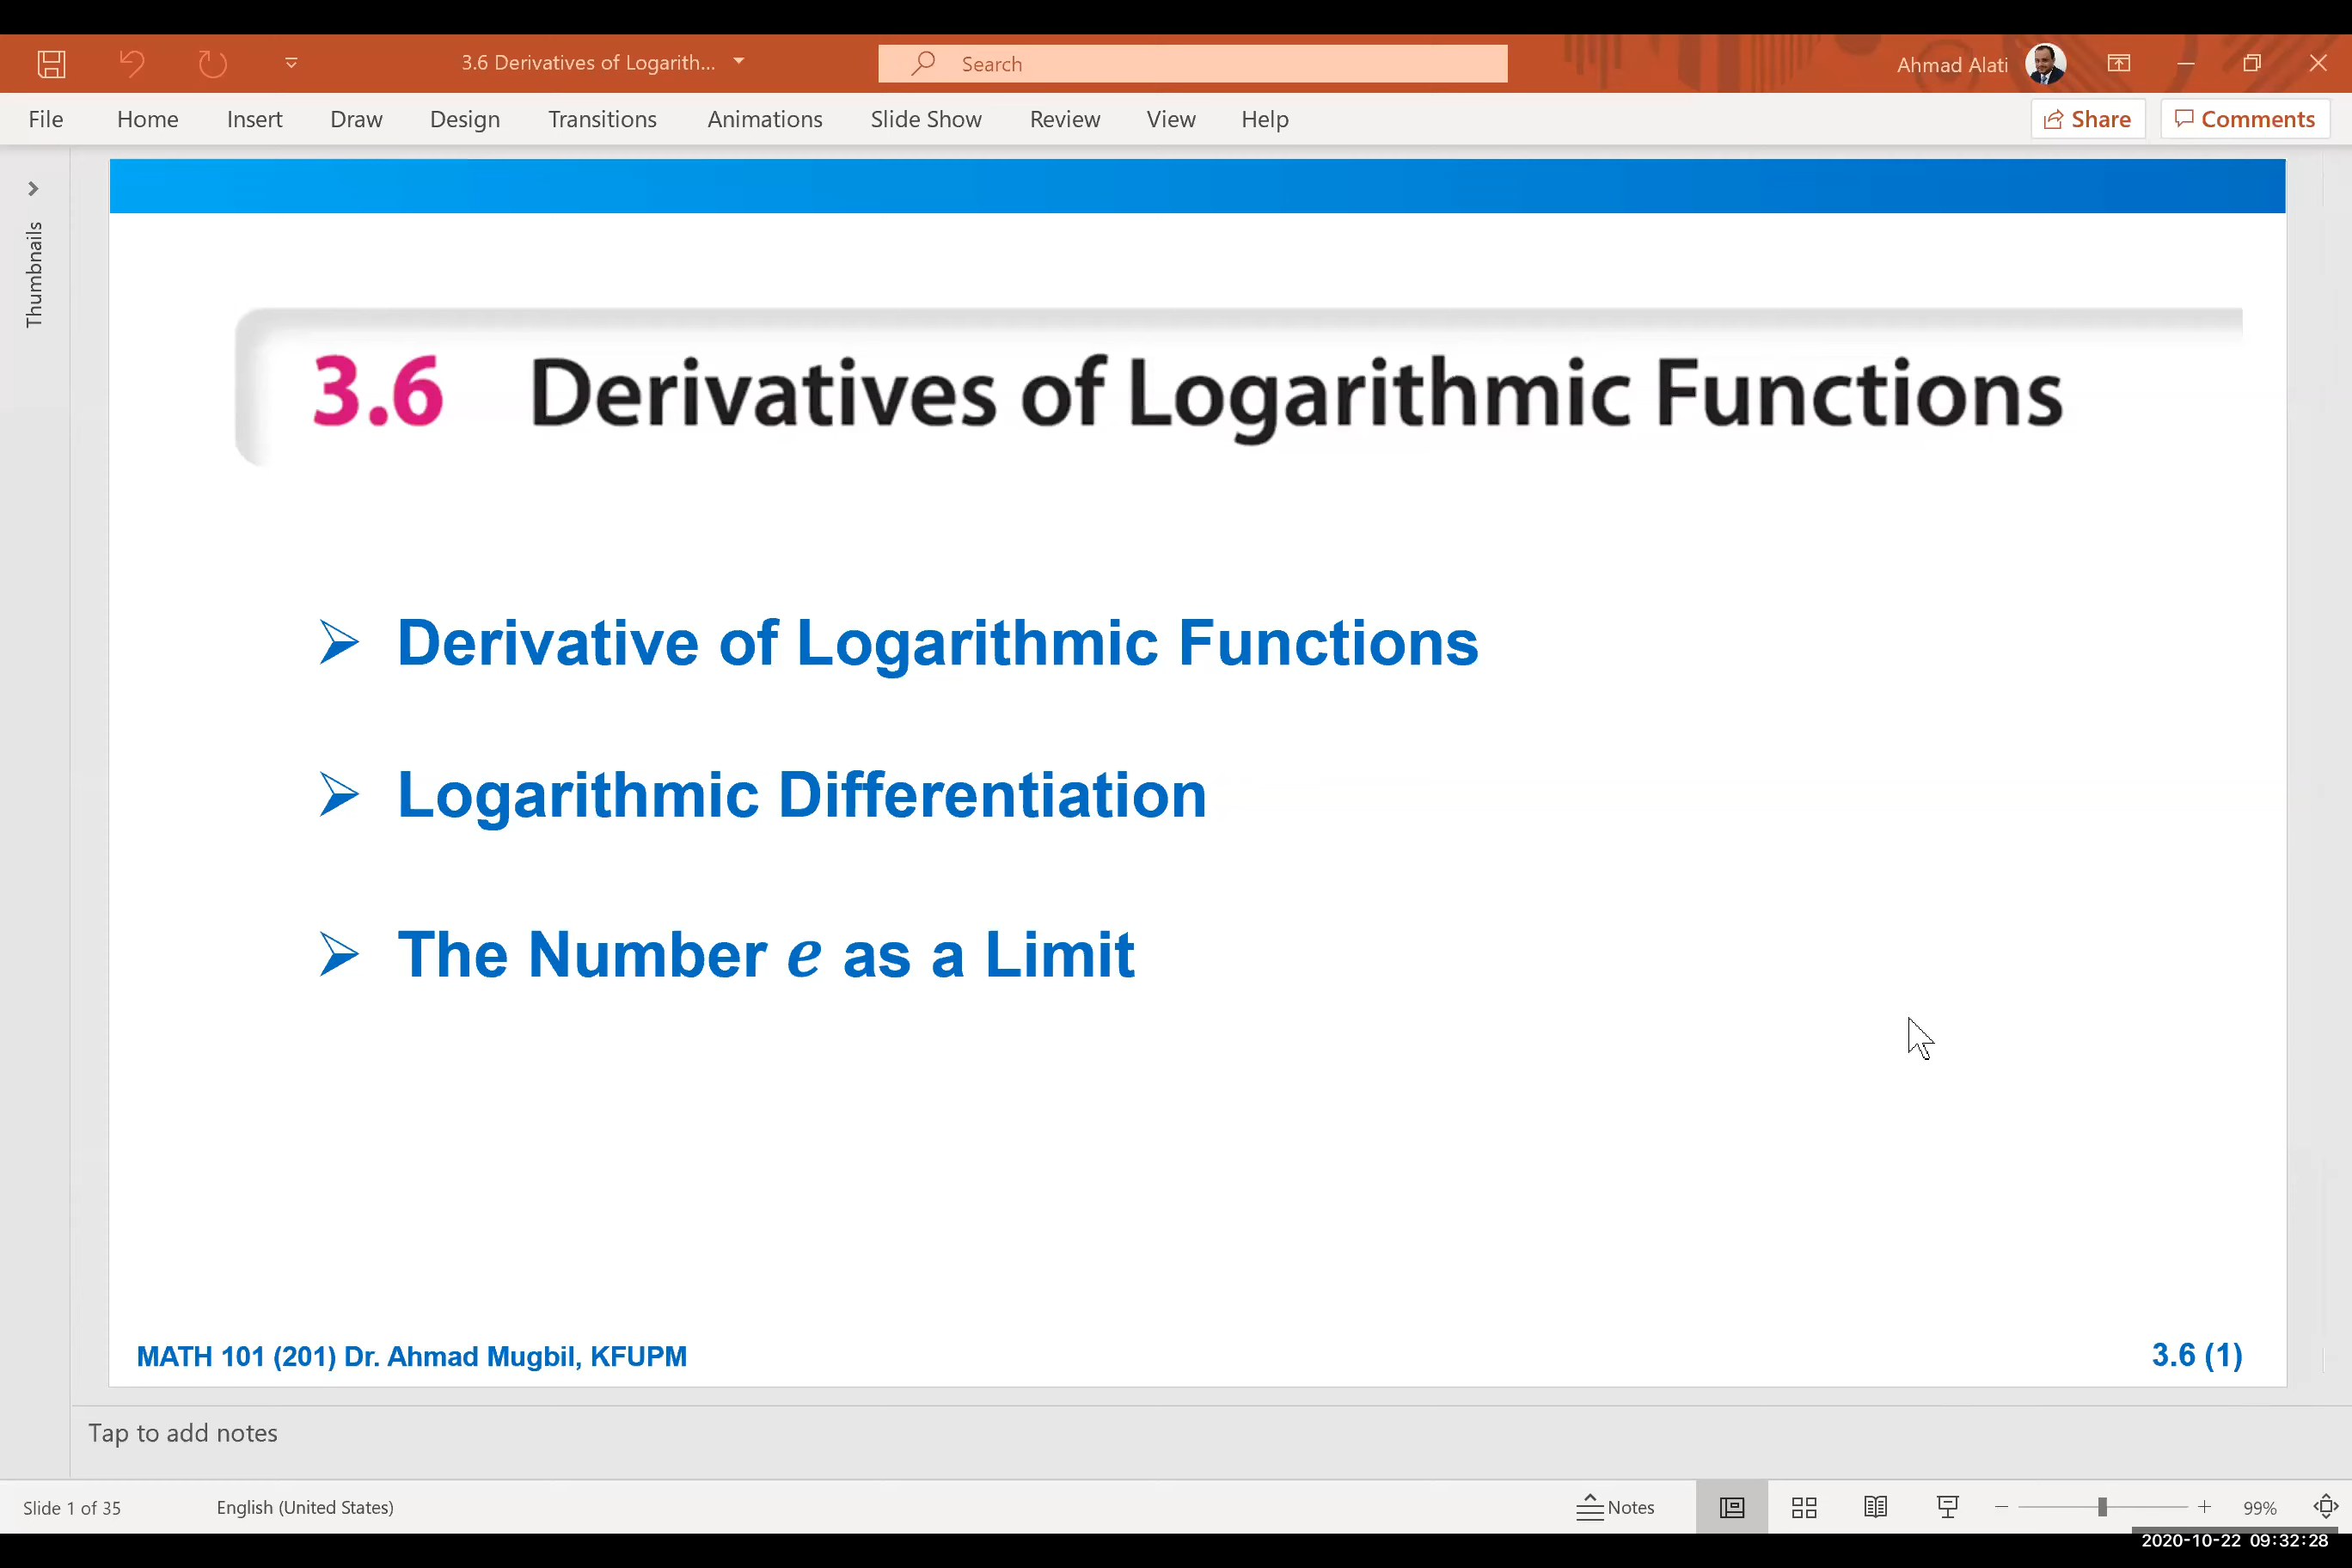 3.6 Derivatives of Logarith...
Search
Ahmad Alati
File Home Insert Draw Design Transitions Animations Slide Show Review View Help
Share
Comments
Thumbnails
3.6 Derivatives of Logarithmic Functions
Derivative of Logarithmic Functions
Logarithmic Differentiation
The Number e as a Limit
MATH 101 (201) Dr. Ahmad Mugbil, KFUPM
3.6 (1)
Tap to add notes
Slide 1 of 35
English (United States)
Notes
99%
2020-10-22 09:32:28